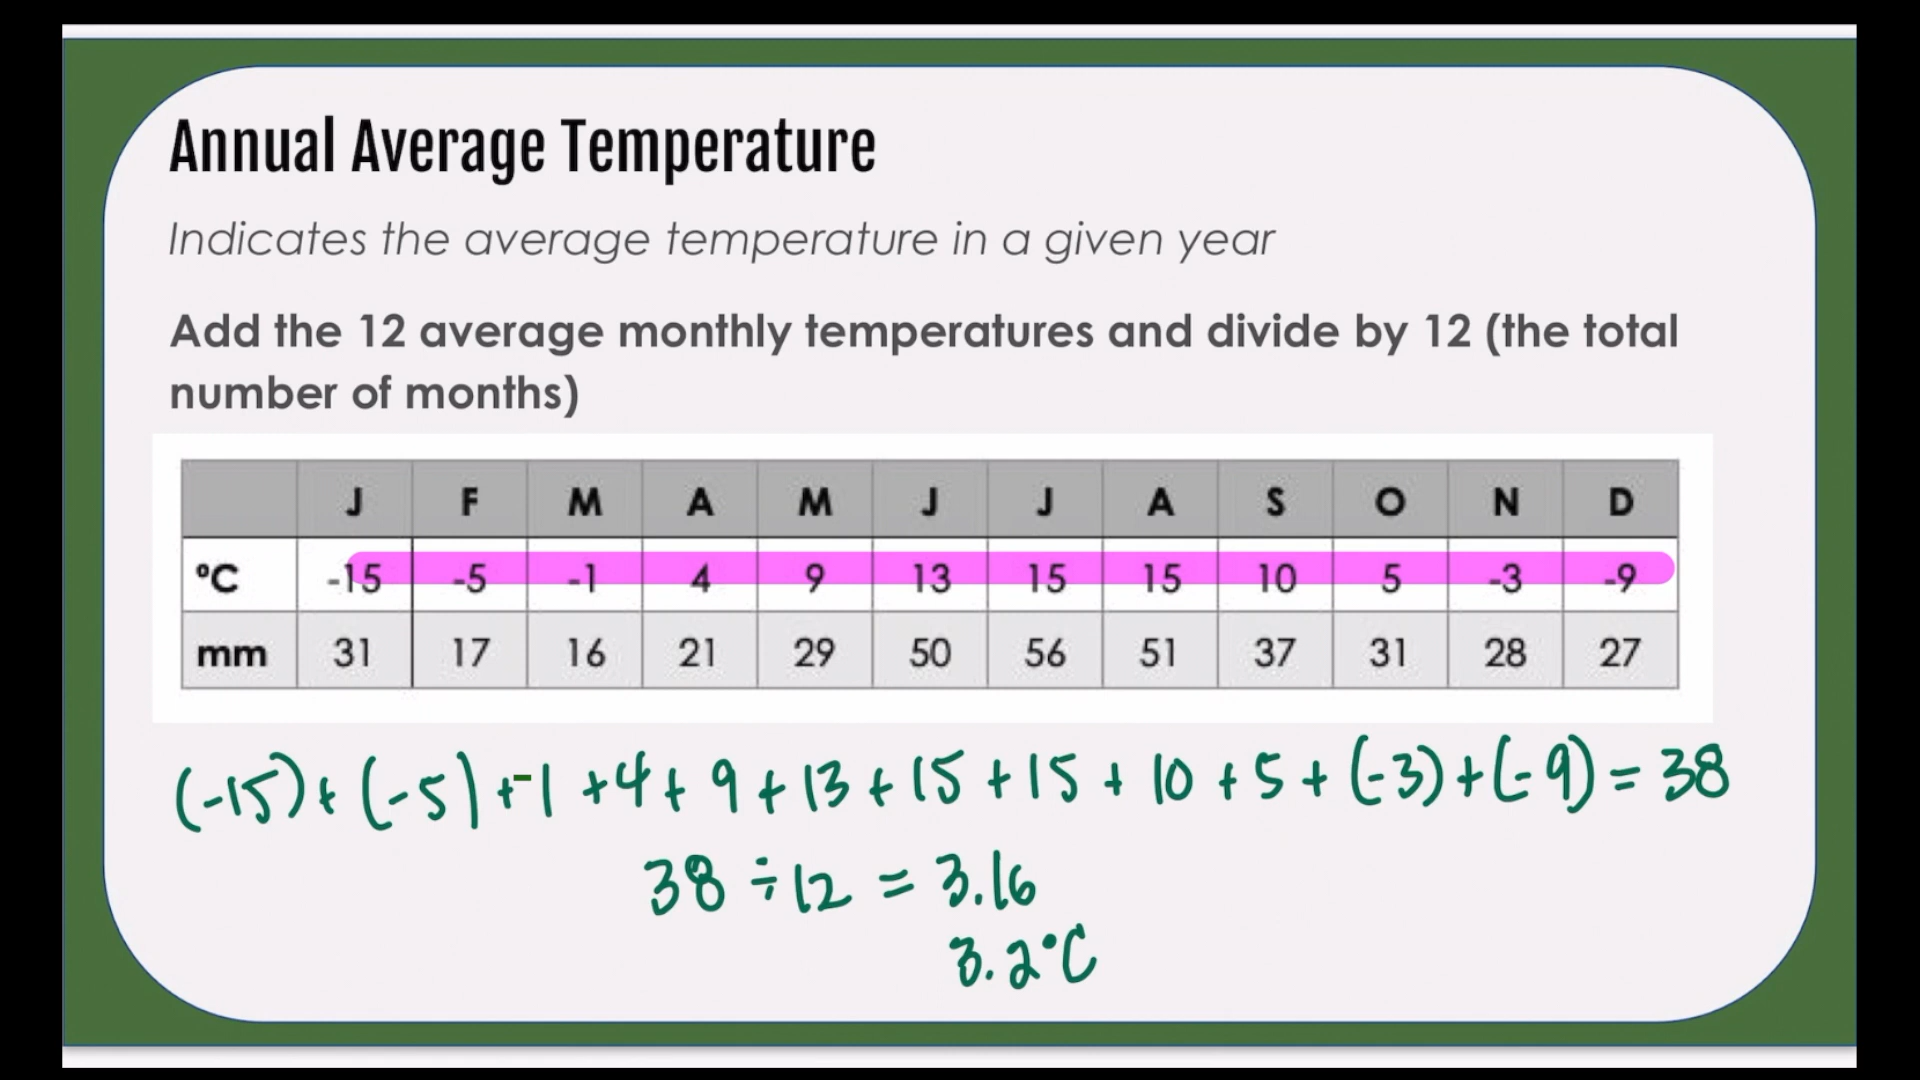 Annual Average Temperature
Indicates the average temperature in a given year
Add the 12 average monthly temperatures and divide by 12 (the total
number of months)
J F M A M J J A S O N D
ºC -15 -5 -1 4 9 13 15 15 10 5 -3 -9
mm 31 17 16 21 29 50 56 51 37 31 28 27
(-15)+(-5)+-1+4+9+13+15+15+10+5+(-3)+(-9)=38
38÷12=3.16
3.2°C